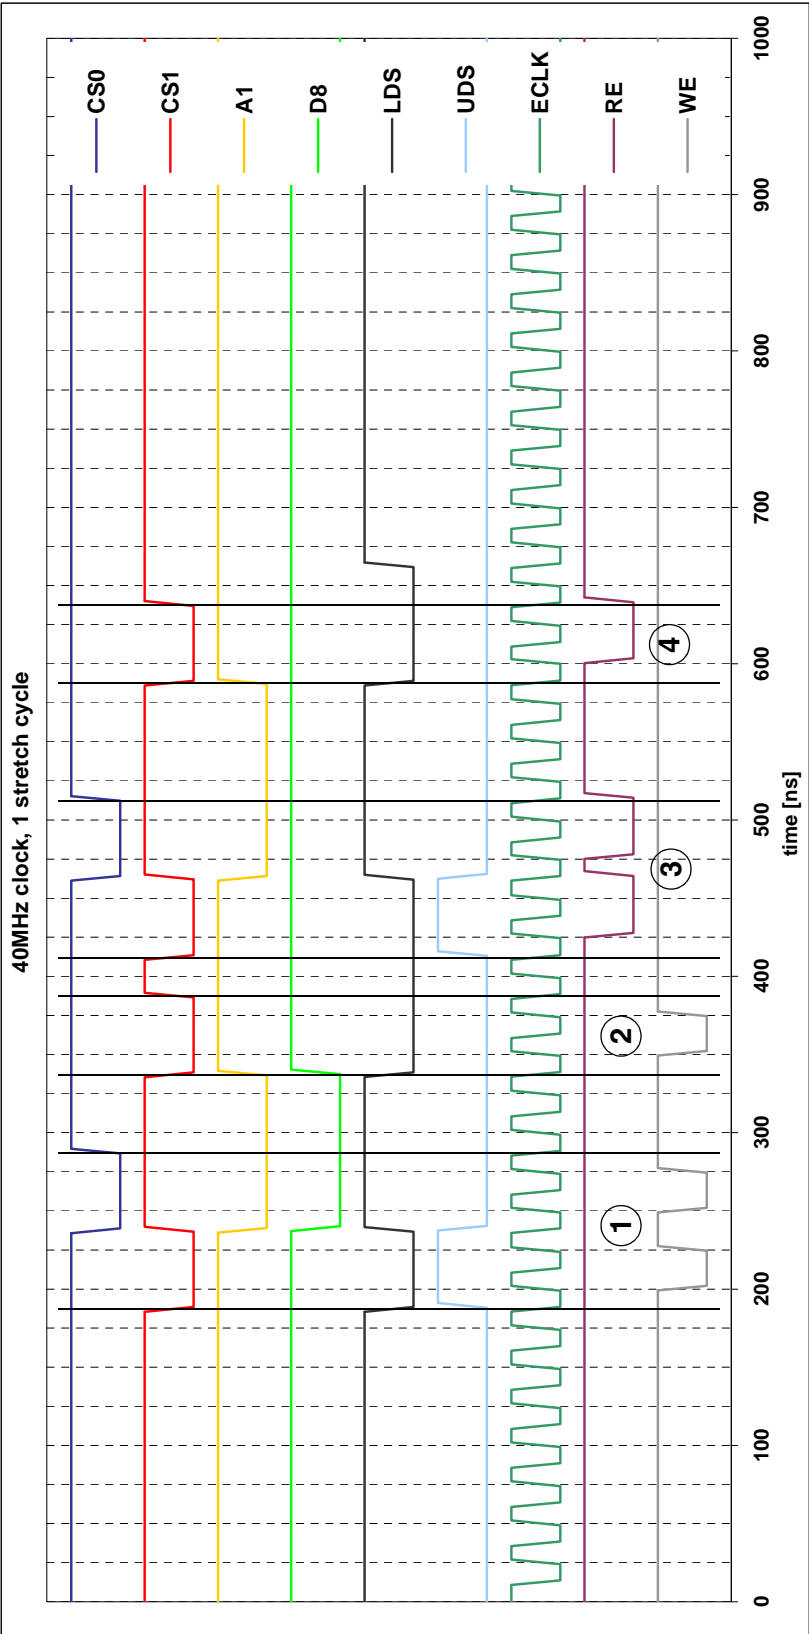 40MHz clock, 1 stretch cycle
CS0
CS1
A1
D8
LDS
UDS
ECLK
RE
WE
1
2
3
4
0 100 200 300 400 500 600 700 800 900 1000
time [ns]